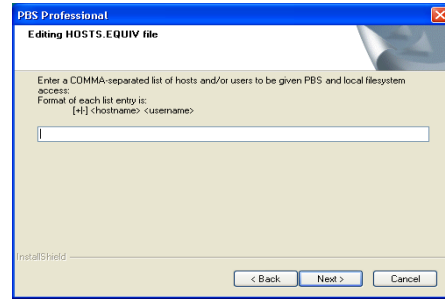 PBS Professional
Editing HOSTS.EQUIV file
Enter a COMMA-separated list of hosts and/or users to be given PBS and local filesystem
access:
Format of each list entry is:
[+|-] <hostname> <username>
InstallShield
< Back
Next >
Cancel